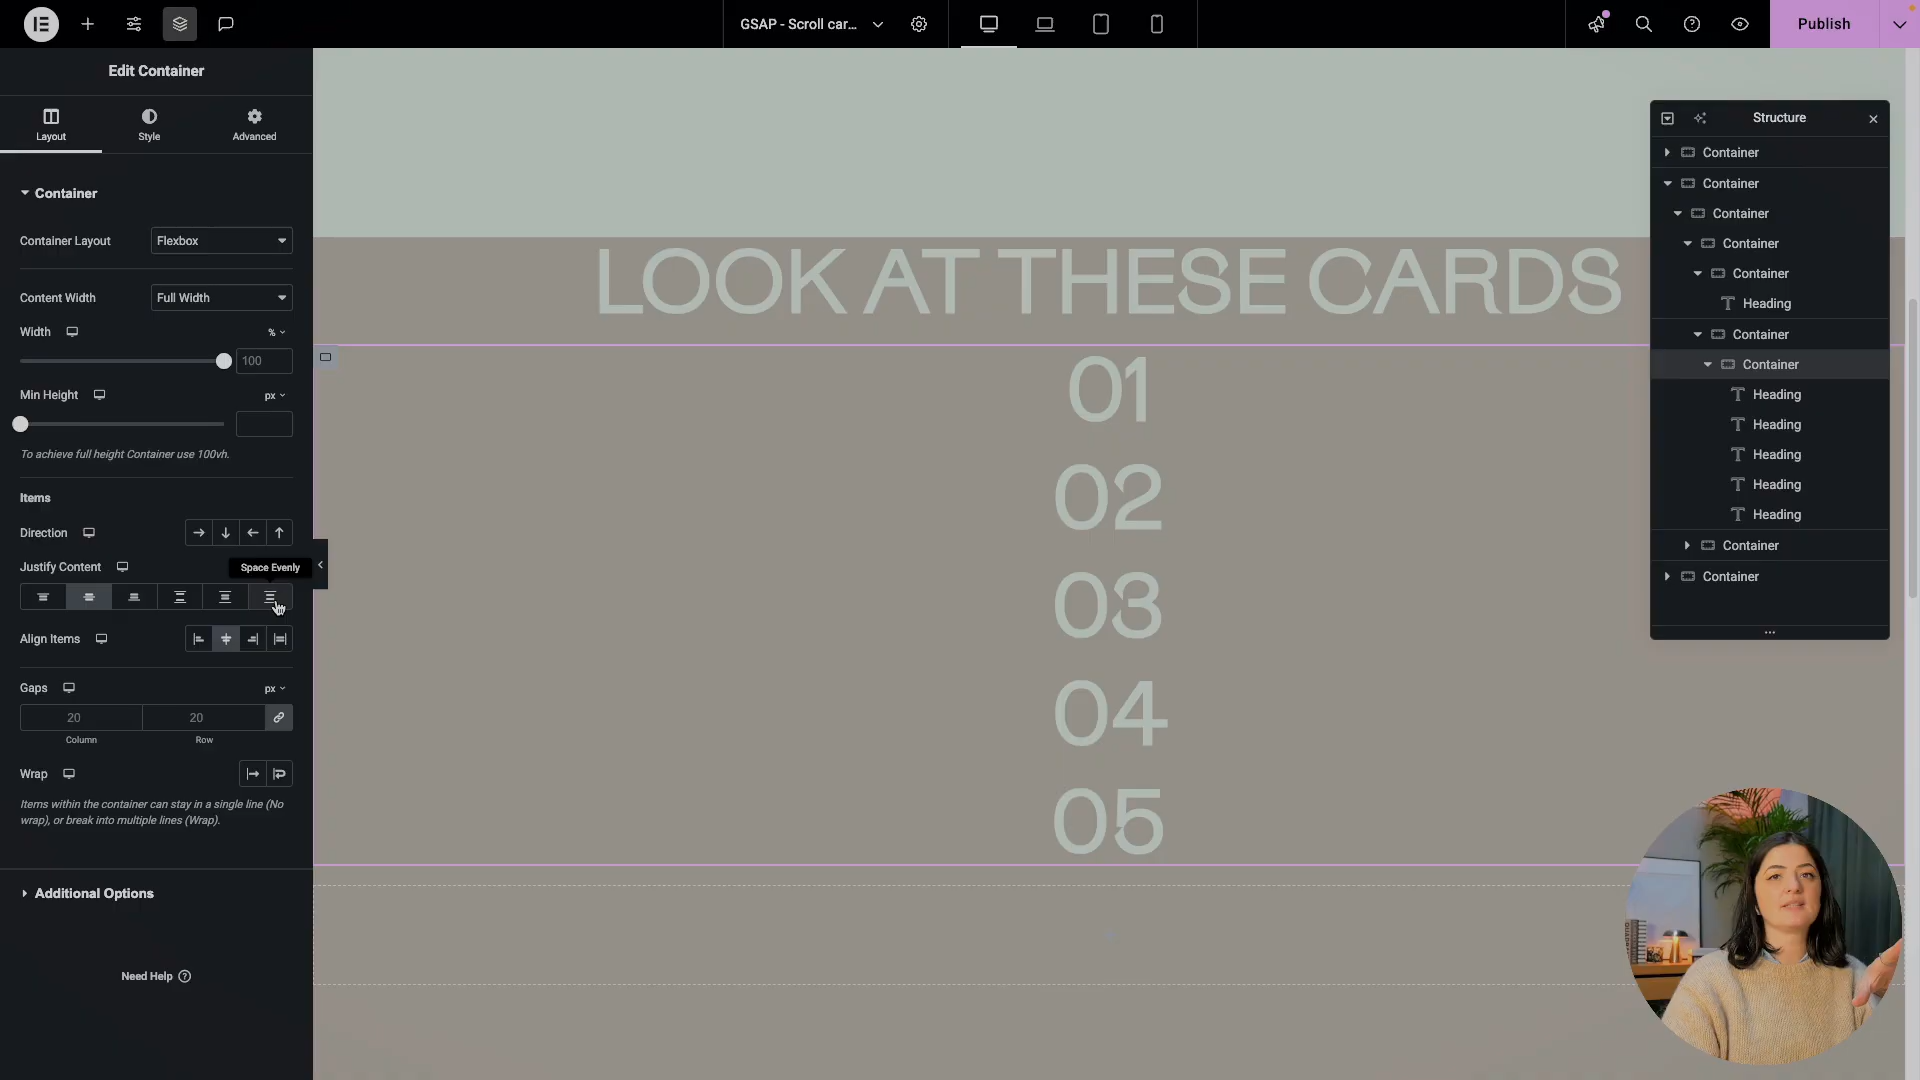 GSAP - Scroll car...
Publish
Edit Container
Layout
Style
Advanced
Container
Container Layout
Flexbox
Content Width
Full Width
Width
%
100
Min Height
px
To achieve full height Container use 100vh.
Items
Direction
Justify Content
Space Evenly
Align Items
Gaps
px
20
20
Column
Row
Wrap
Items within the container can stay in a single line (No
wrap), or break into multiple lines (Wrap).
Additional Options
Need Help
LOOK AT THESE CARDS
01
02
03
04
05
Structure
Container
Container
Container
Container
Container
Heading
Container
Container
Heading
Heading
Heading
Heading
Heading
Container
Container